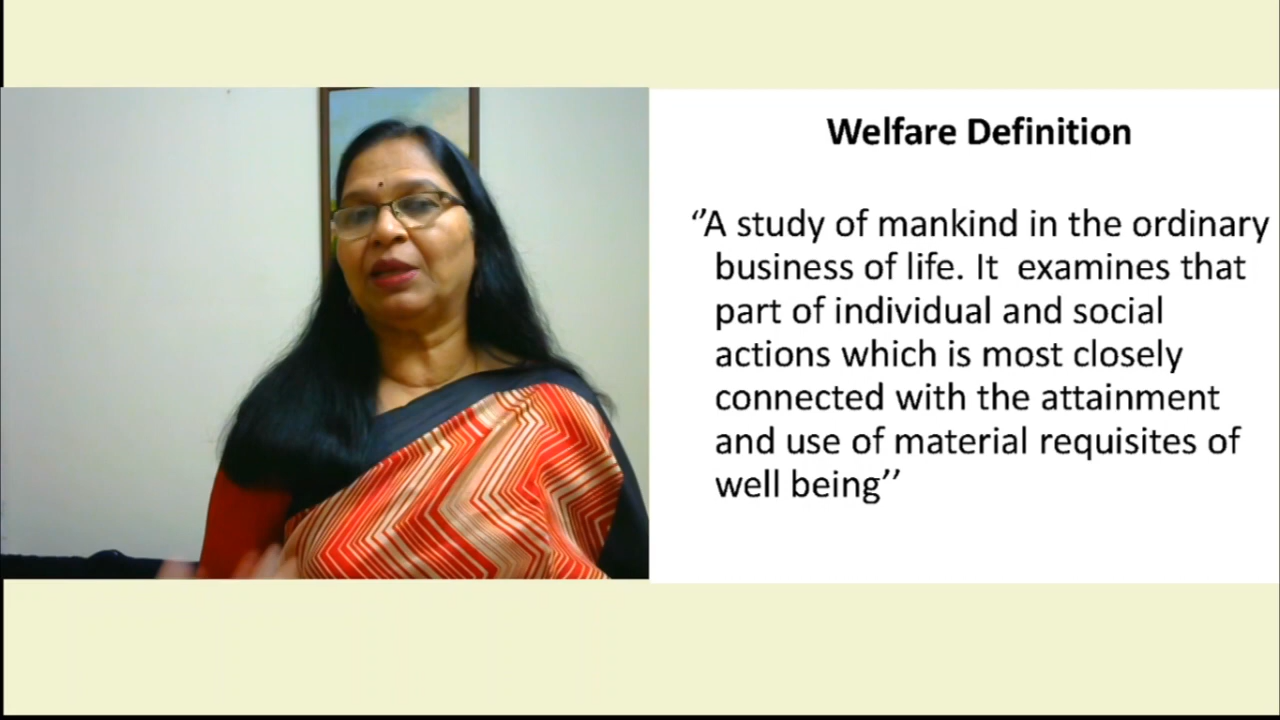 Welfare Definition
‘’A study of mankind in the ordinary
business of life. It  examines that
part of individual and social
actions which is most closely
connected with the attainment
and use of material requisites of
well being’’